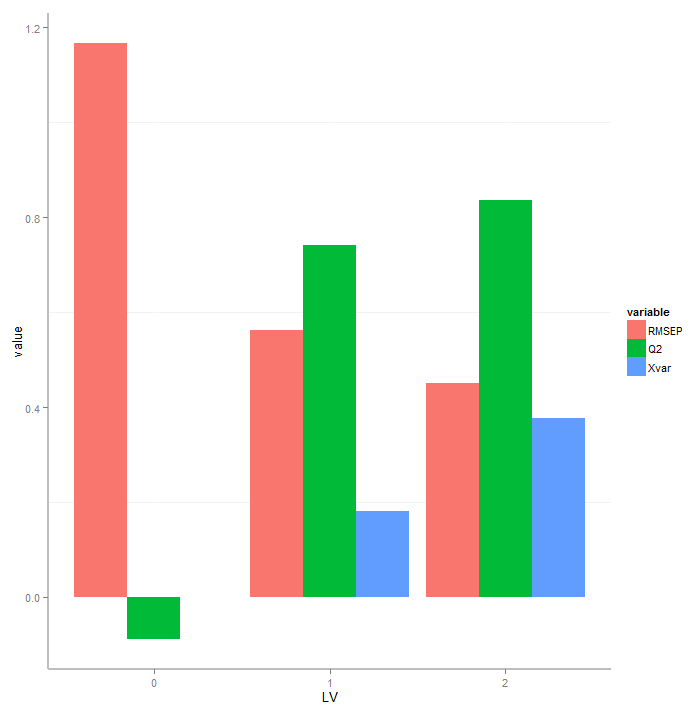 1.2
0.8
0.4
0.0
value
0 1 2
LV
variable
RMSEP
Q2
Xvar